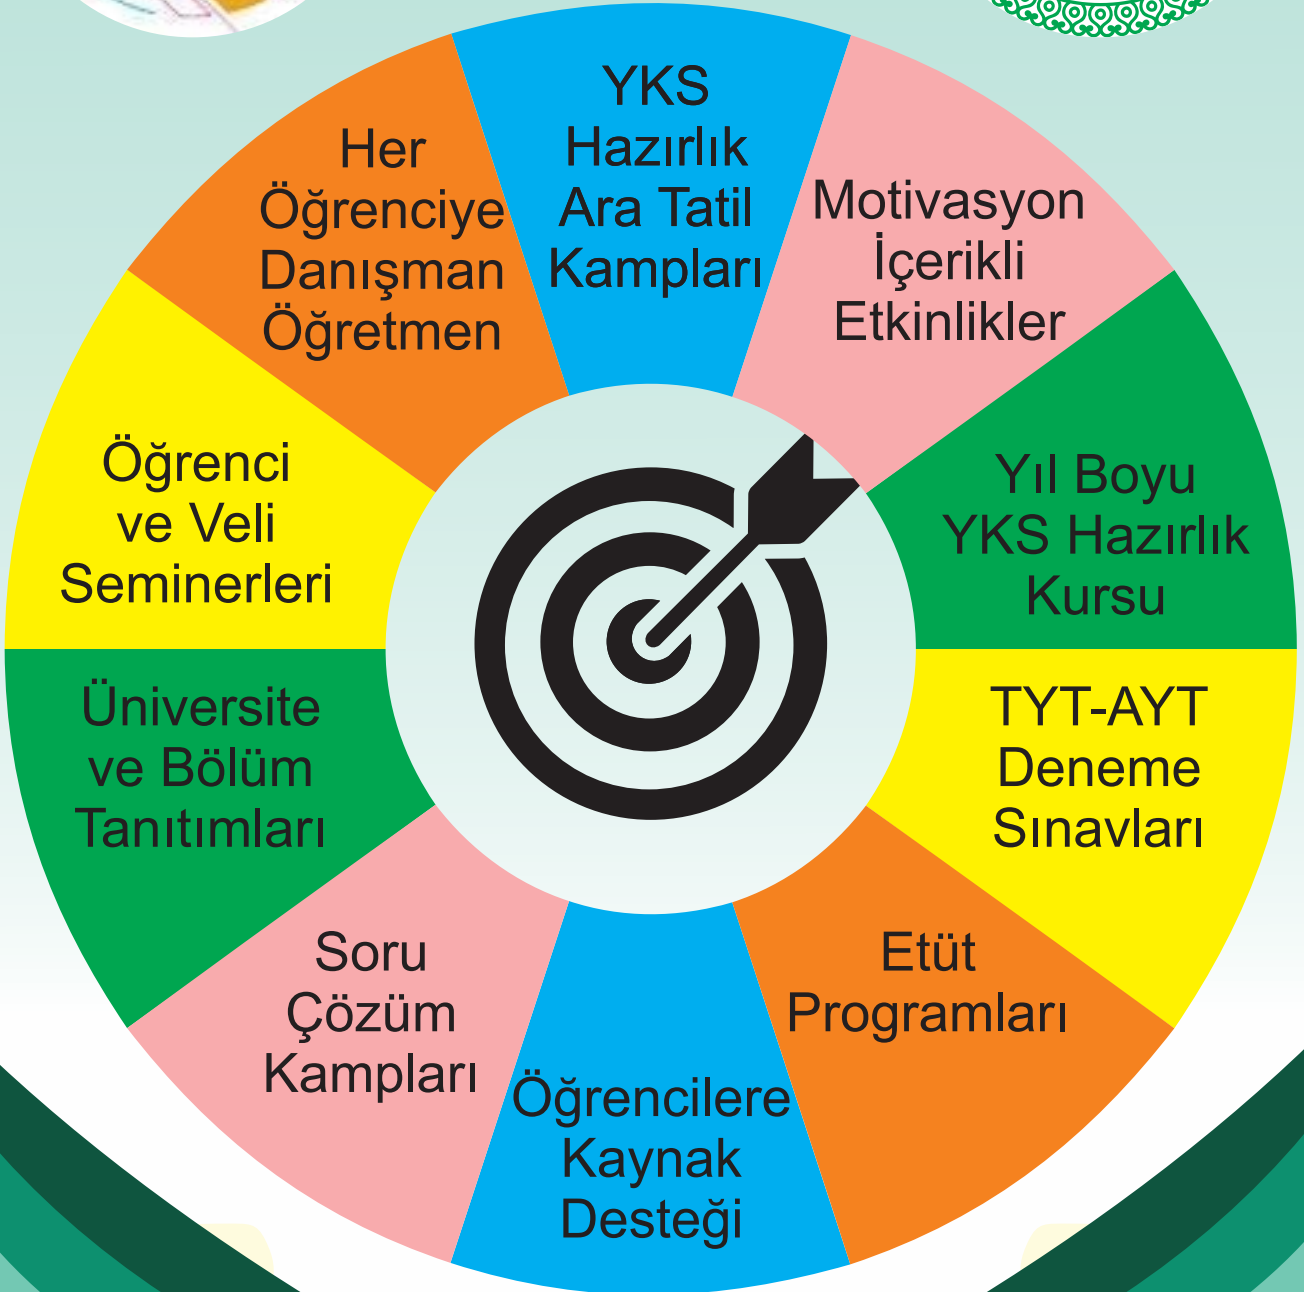 YKS
Hazırlık
Ara Tatil
Kampları
Motivasyon
İçerikli
Etkinlikler
Yıl Boyu
YKS Hazırlık
Kursu
TYT-AYT
Deneme
Sınavları
Etüt
Programları
Öğrencilere
Kaynak
Desteği
Soru
Çözüm
Kampları
Üniversite
ve Bölüm
Tanıtımları
Öğrenci
ve Veli
Seminerleri
Her
Öğrenciye
Danışman
Öğretmen